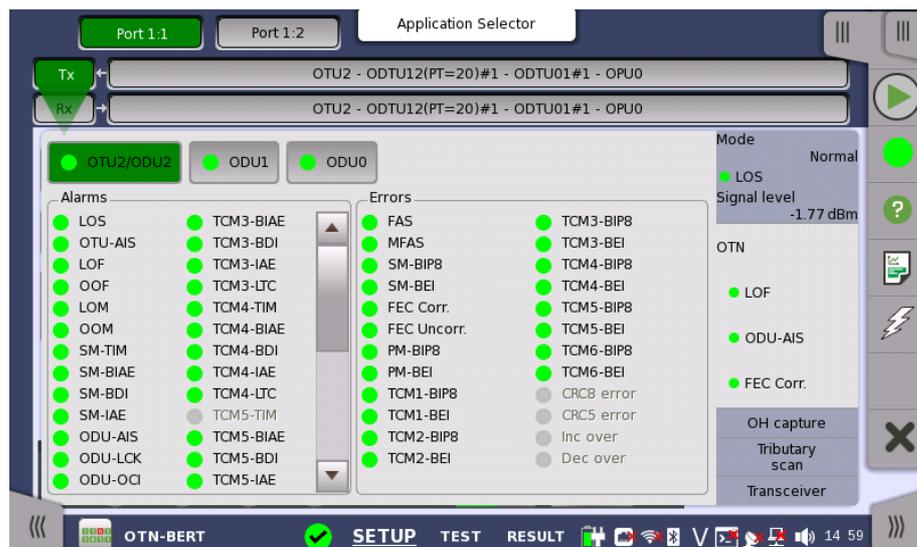 Application Selector
Port 1:1
Port 1:2
Tx
OTU2 - ODTU12(PT=20)#1 - ODTU01#1 - OPU0
Rx
OTU2 - ODTU12(PT=20)#1 - ODTU01#1 - OPU0
OTU2/ODU2
ODU1
ODU0
Alarms
LOS
OTU-AIS
LOF
OOF
LOM
OOM
SM-TIM
SM-BIAE
SM-BDI
SM-IAE
ODU-AIS
ODU-LCK
ODU-OCI
TCM3-BIAE
TCM3-BDI
TCM3-IAE
TCM3-LTC
TCM4-TIM
TCM4-BIAE
TCM4-BDI
TCM4-IAE
TCM4-LTC
TCM5-TIM
TCM5-BIAE
TCM5-BDI
TCM5-IAE
Errors
FAS
MFAS
SM-BIP8
SM-BEI
FEC Corr.
FEC Uncorr.
PM-BIP8
PM-BEI
TCM1-BIP8
TCM1-BEI
TCM2-BIP8
TCM2-BEI
TCM3-BIP8
TCM3-BEI
TCM4-BIP8
TCM4-BEI
TCM5-BIP8
TCM5-BEI
TCM6-BIP8
TCM6-BEI
CRC8 error
CRC5 error
Inc over
Dec over
Mode
Normal
LOS
Signal level
-1.77 dBm
OTN
LOF
ODU-AIS
FEC Corr.
OH capture
Tributary
scan
Transceiver
OTN-BERT
SETUP
TEST
RESULT
V
14 59